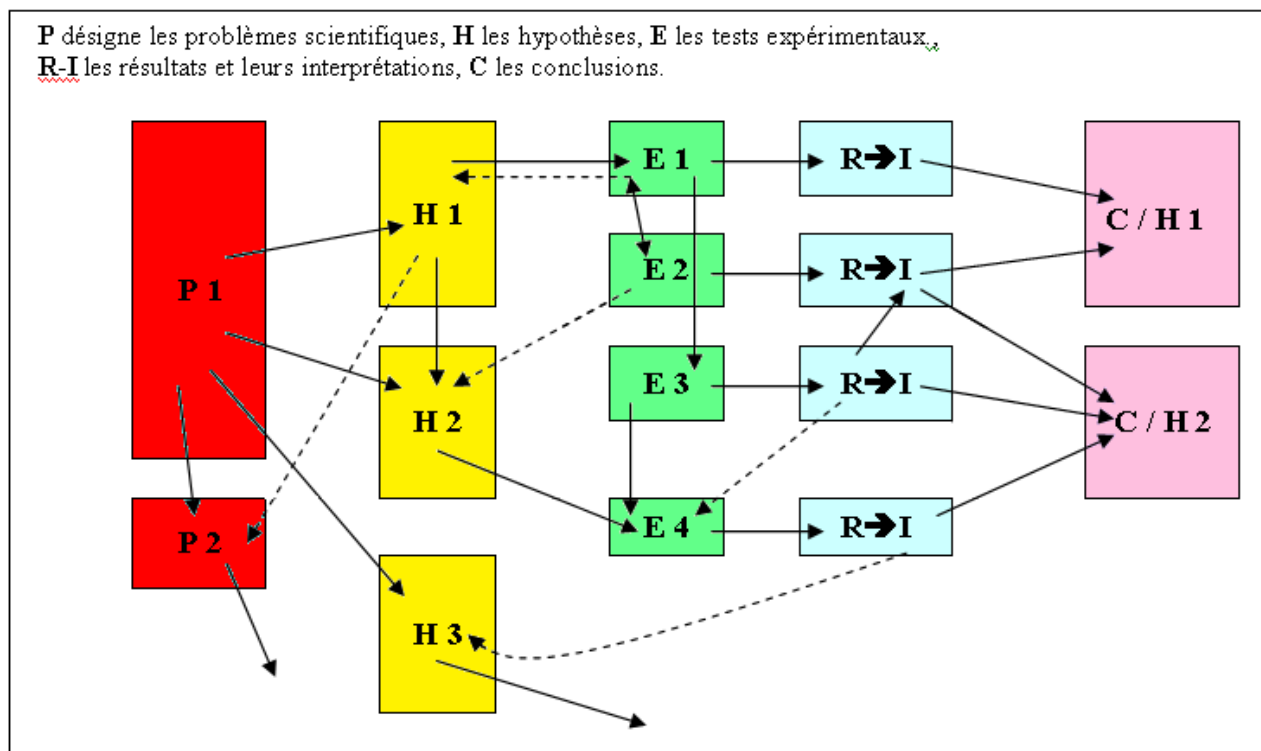 P désigne les problèmes scientifiques, H les hypothèses, E les tests expérimentaux,,
R-I les résultats et leurs interprétations, C les conclusions.
E 1
R➔I
H 1
C / H 1
E 2
R➔I
P 1
E 3
R➔I
H 2
C / H 2
E 4
R➔I
P 2
H 3